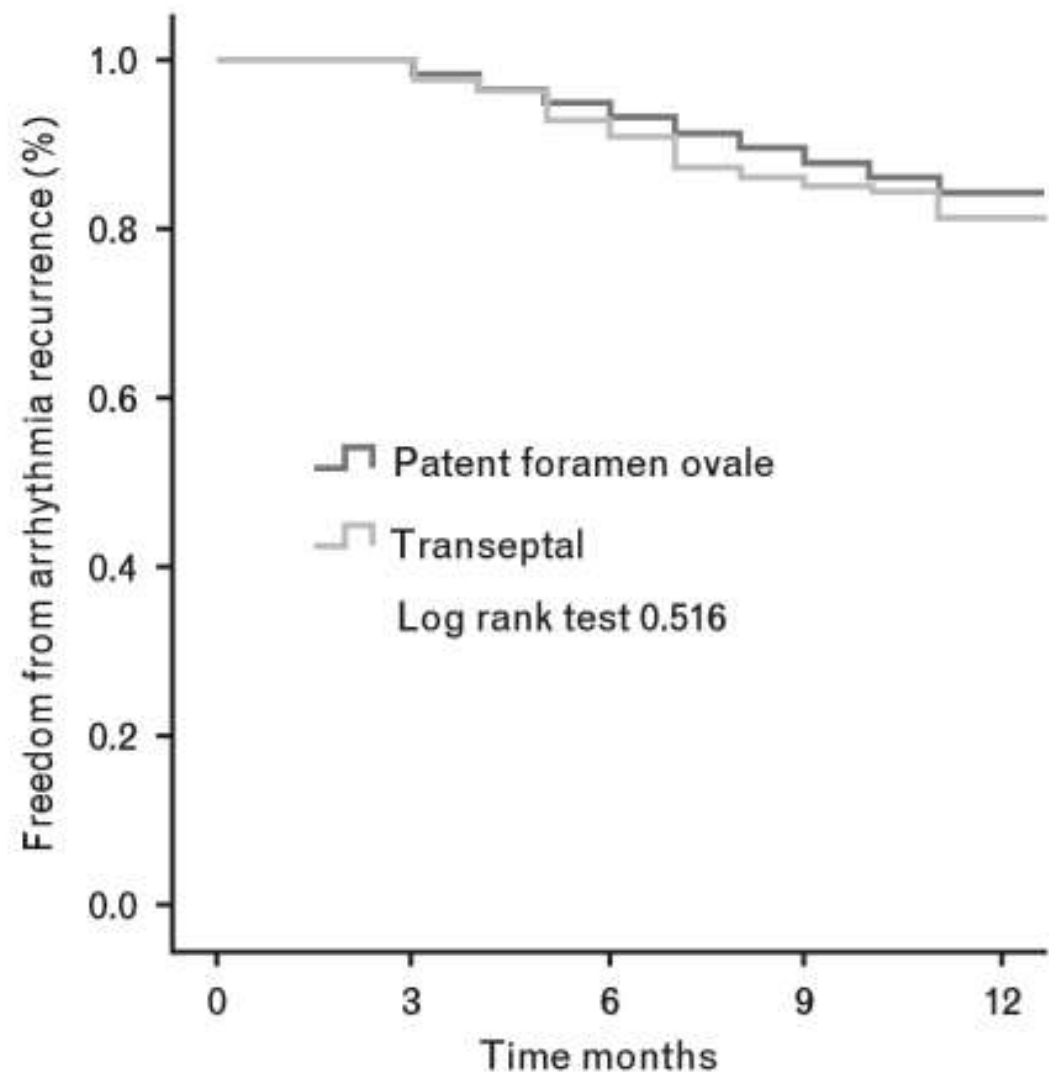 Freedom from arrhythmia recurrence (%)
1.0
0.8
0.6
0.4
0.2
0.0
Patent foramen ovale
Transeptal
Log rank test 0.516
0 3 6 9 12
Time months